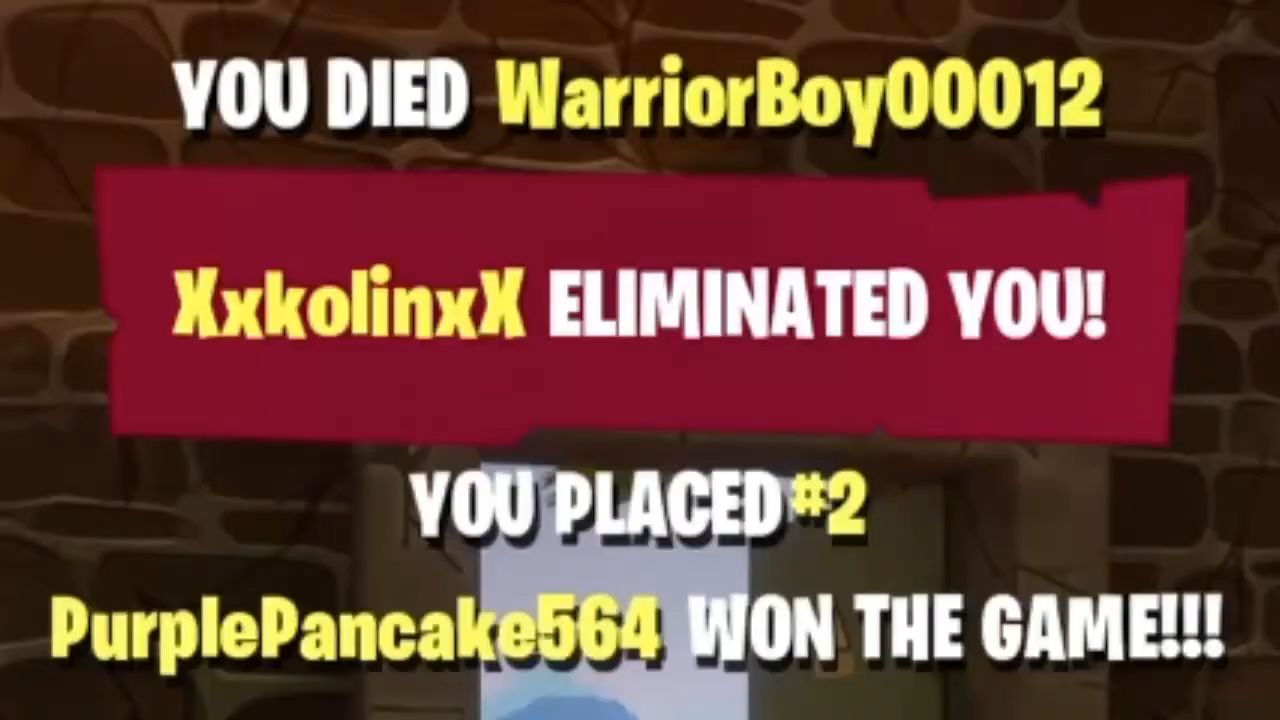 YOU DIED WarriorBoy00012
XxkolinxX ELIMINATED YOU!
YOU PLACED #2
PurplePancake564 WON THE GAME!!!